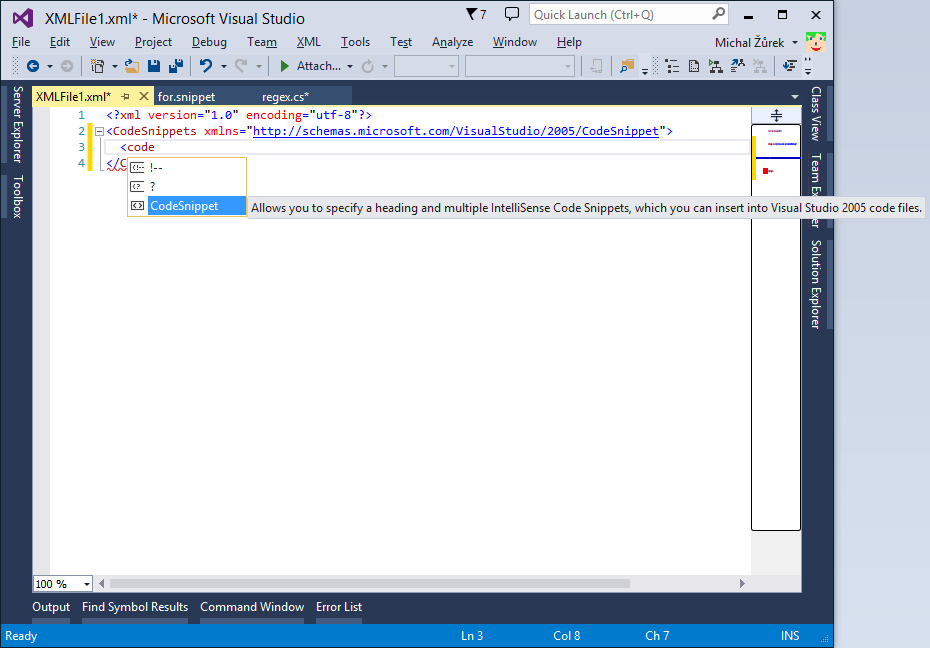 XMLFile1.xml* - Microsoft Visual Studio
7
Quick Launch (Ctrl+Q)
File Edit View Project Debug Team XML Tools Test Analyze Window Help
Michal Žůrek
Attach...
Server Explorer
Toolbox
XMLFile1.xml* for.snippet regex.cs*
1 <?xml version="1.0" encoding="utf-8"?>
2 <CodeSnippets xmlns="http://schemas.microsoft.com/VisualStudio/2005/CodeSnippet">
3 <code
4 </C
!--
?
CodeSnippet
Allows you to specify a heading and multiple IntelliSense Code Snippets, which you can insert into Visual Studio 2005 code files.
Class View
Team Ex
Solution Explorer
100 %
Output Find Symbol Results Command Window Error List
Ready Ln 3 Col 8 Ch 7 INS